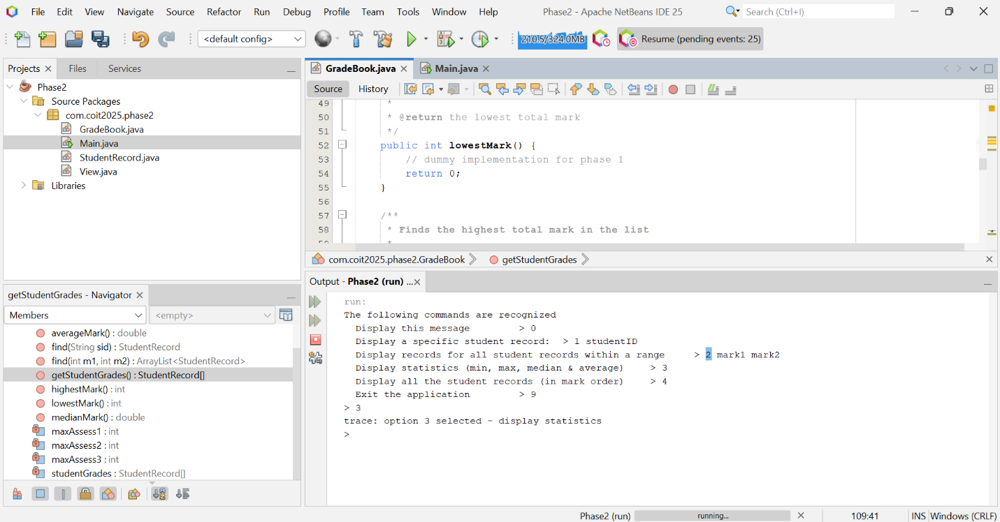 File Edit View Navigate Source Refactor Run Debug Profile Team Tools Window Help Phase2 - Apache NetBeans IDE 25 Search (Ctrl+I)
<default config> 210.5/324.0MB Resume (pending events: 25)
Projects Files Services
Phase2
Source Packages
com.coit2025.phase2
GradeBook.java
Main.java
StudentRecord.java
View.java
Libraries
getStudentGrades - Navigator
Members <empty>
averageMark() : double
find(String sid) : StudentRecord
find(int m1, int m2) : ArrayList<StudentRecord>
getStudentGrades() : StudentRecord[]
highestMark() : int
lowestMark() : int
medianMark() : double
maxAssess1 : int
maxAssess2 : int
maxAssess3 : int
studentGrades : StudentRecord[]
GradeBook.java Main.java
Source History
49 *
50 * @return the lowest total mark
51 */
52 public int lowestMark() {
53 // dummy implementation for phase 1
54 return 0;
55 }
56
57 /**
58 * Finds the highest total mark in the list
59 *
com.coit2025.phase2.GradeBook getStudentGrades
Output - Phase2 (run) ...
run:
The following commands are recognized
Display this message > 0
Display a specific student record: > 1 studentID
Display records for all student records within a range > 2 mark1 mark2
Display statistics (min, max, median & average) > 3
Display all the student records (in mark order) > 4
Exit the application > 9
> 3
trace: option 3 selected - display statistics
>
Phase2 (run) running... 109:41 INS Windows (CRLF)